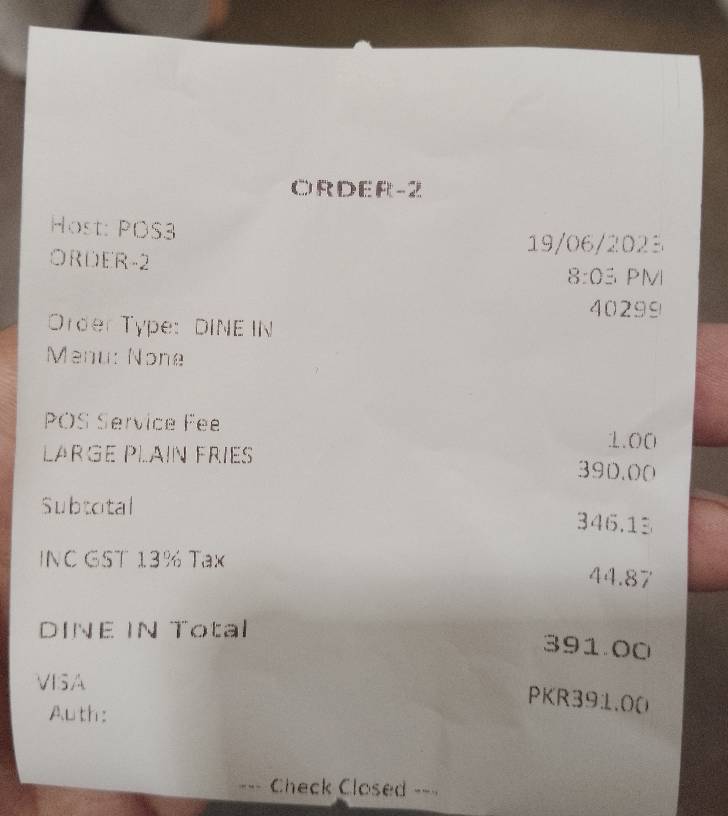 ORDER-2
Host: POS3 19/06/2023
ORDER-2 8:03 PM
40299
Order Type: DINE IN
Menu: None
POS Service Fee 1.00
LARGE PLAIN FRIES 390.00
Subtotal 346.13
INC GST 13% Tax 44.87
DINE IN Total 391.00
VISA PKR391.00
Auth:
--- Check Closed ---